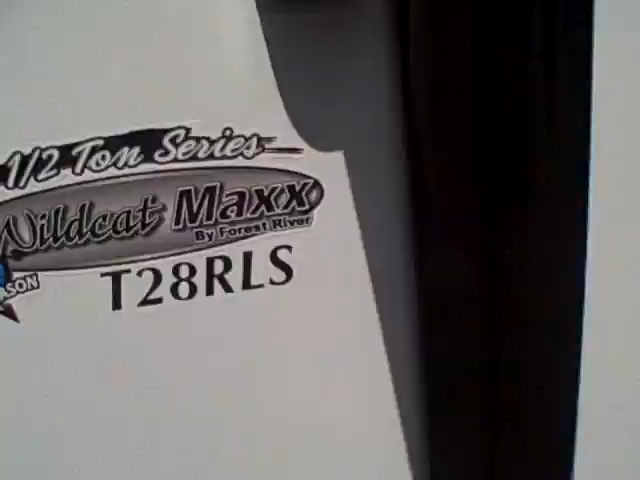 1/2 Ton Series
Wildcat Maxx
By Forest River
T28RLS